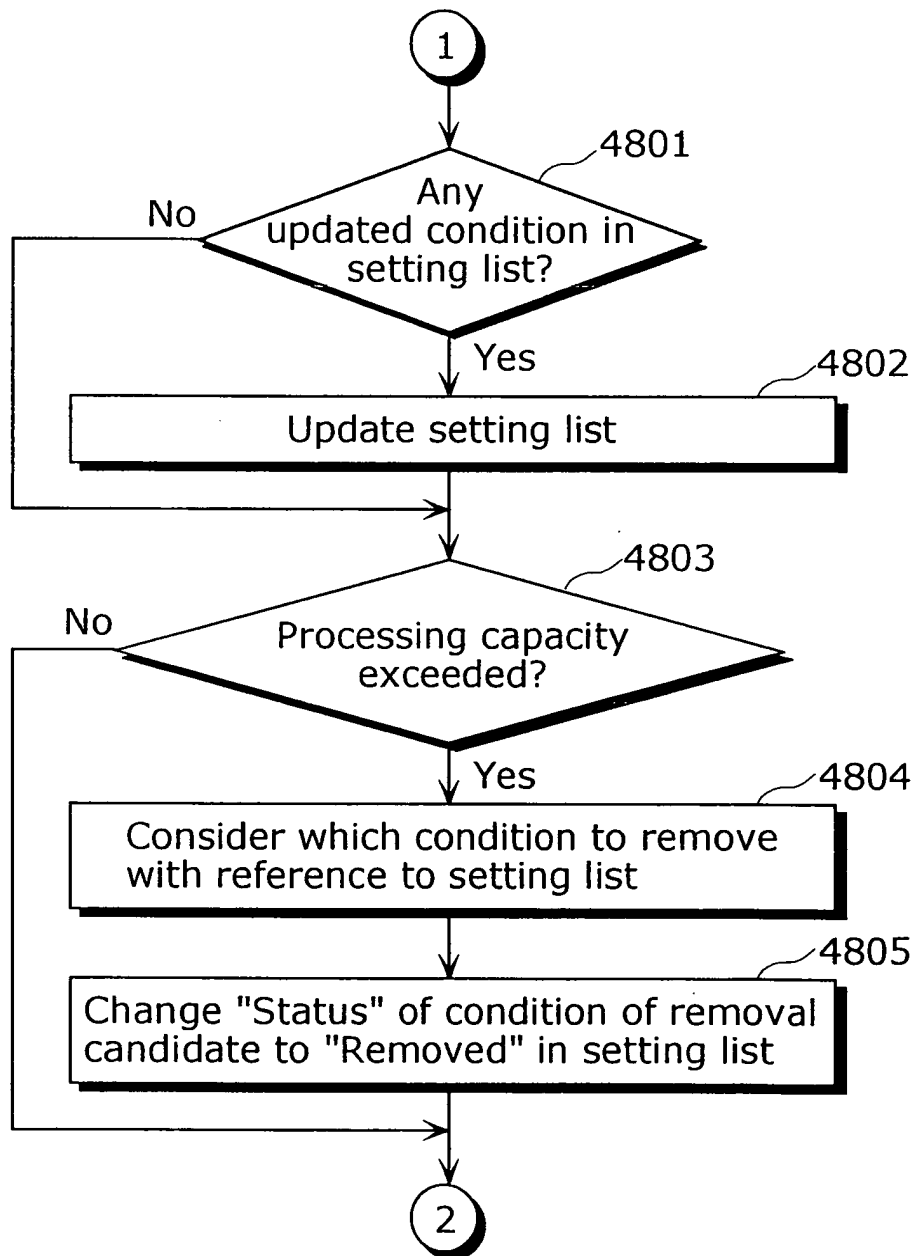 1
4801
Any
updated condition in
setting list?
No
Yes
4802
Update setting list
4803
No
Processing capacity
exceeded?
Yes
4804
Consider which condition to remove
with reference to setting list
4805
Change "Status" of condition of removal
candidate to "Removed" in setting list
2